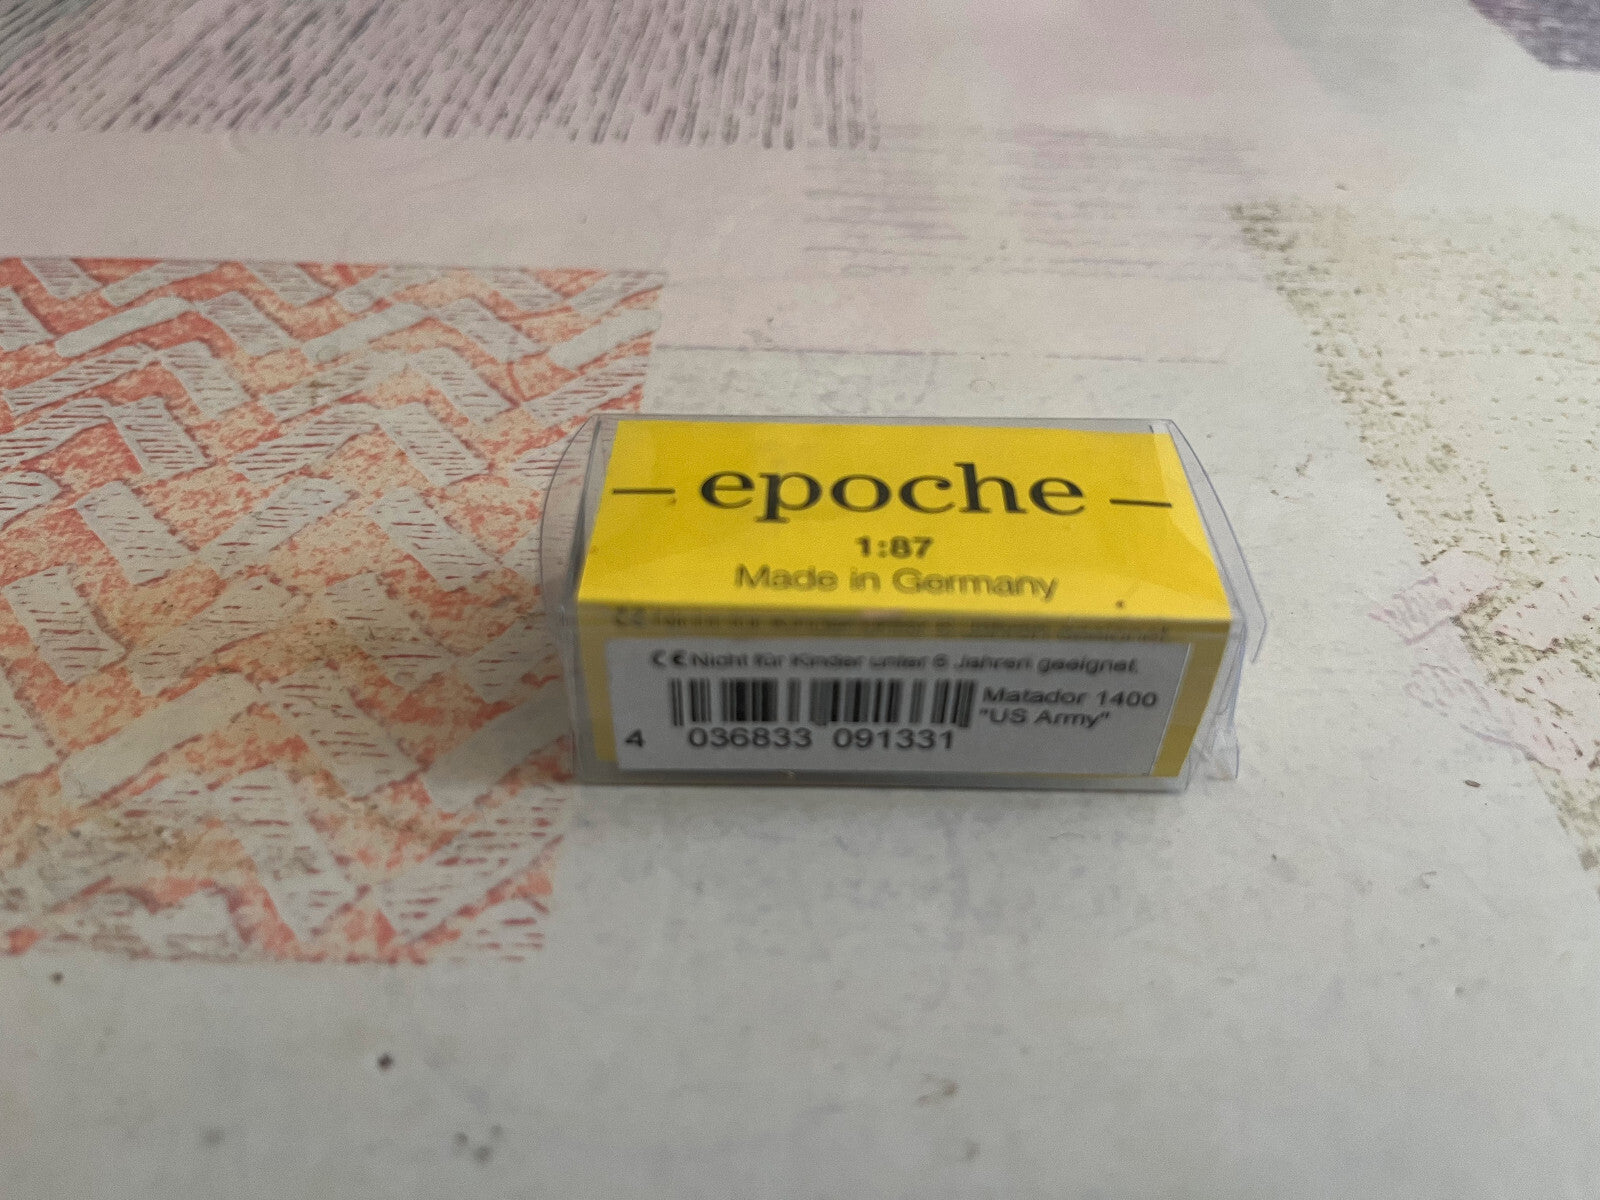 — epoche —
1:87
Made in Germany
CE Nicht für Kinder unter 6 Jahren geeignet.
Matador 1400
"US Army"
4 036833 091331